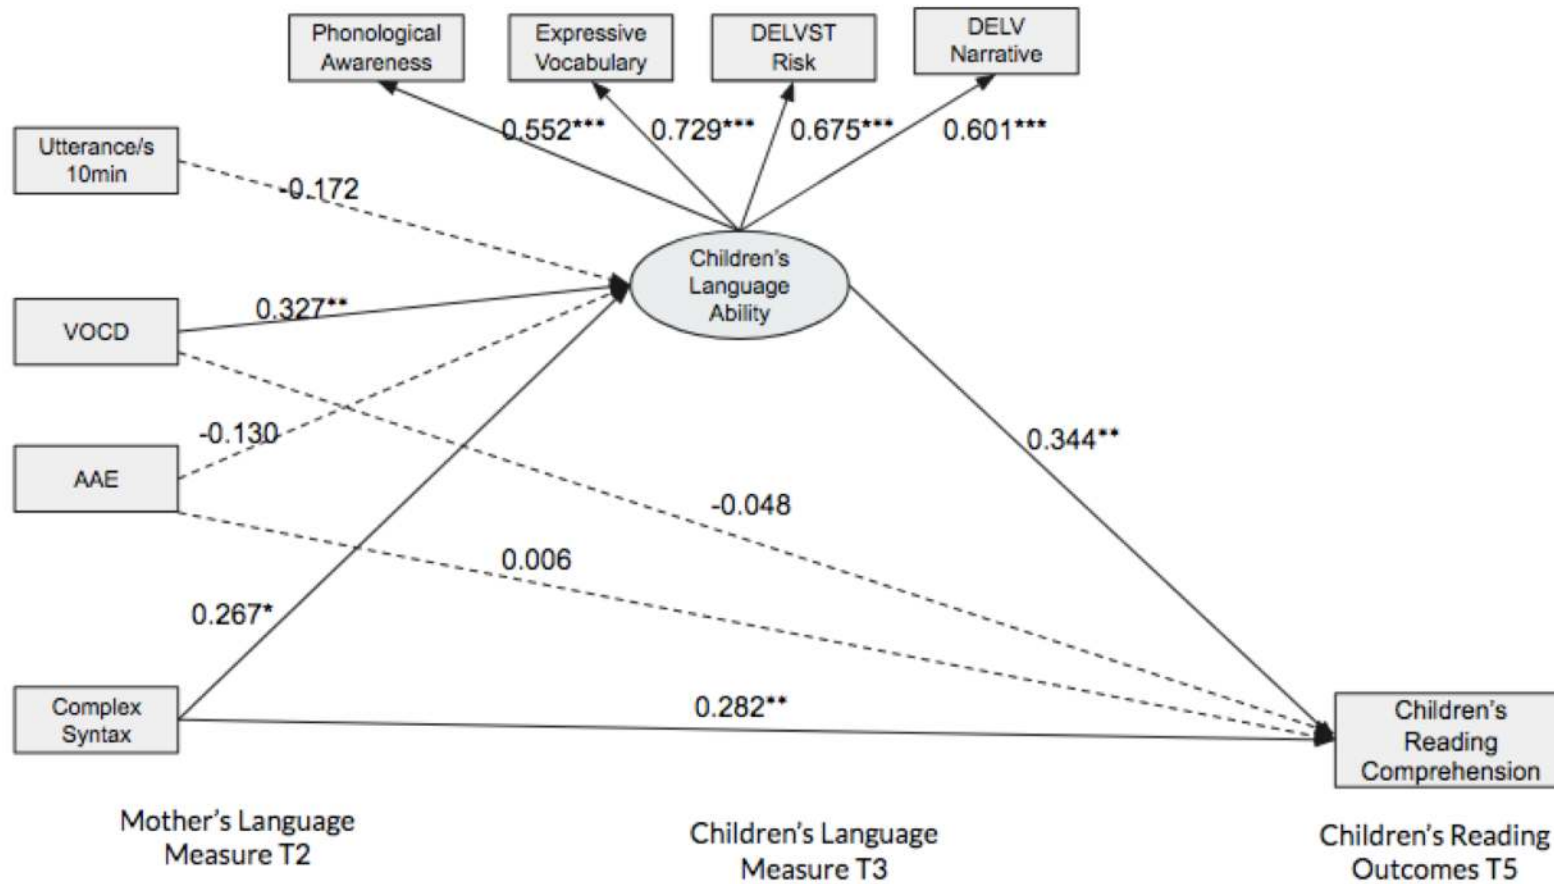 Phonological
Awareness
Expressive
Vocabulary
DELVST
Risk
DELV
Narrative
0.552***
0.729***
0.675***
0.601***
Utterance/s
10min
-0.172
Children's
Language
Ability
VOCD
0.327**
AAE
-0.130
0.344**
-0.048
0.006
0.267*
Complex
Syntax
0.282**
Children's
Reading
Comprehension
Mother's Language
Measure T2
Children's Language
Measure T3
Children's Reading
Outcomes T5